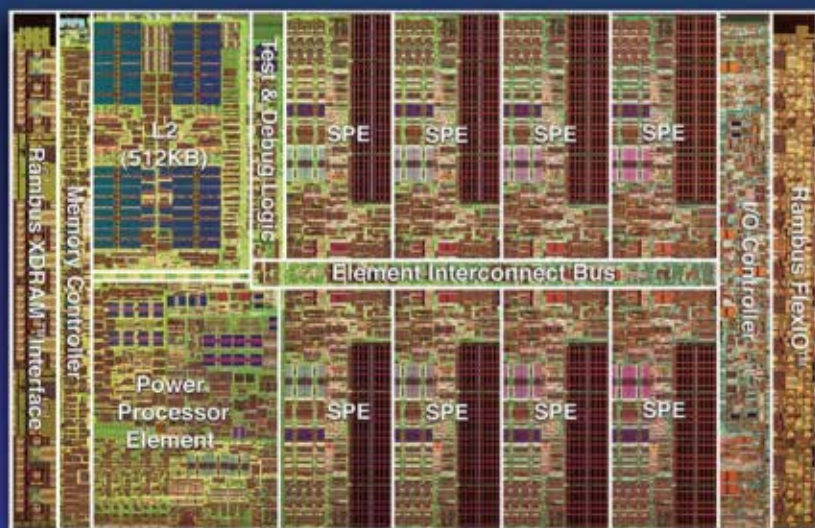 Rambus XDRAM™ Interface
Memory Controller
L2
(512KB)
Test & Debug Logic
SPE
SPE
SPE
SPE
I/O Controller
Rambus FlexIO™
Element Interconnect Bus
Power
Processor
Element
SPE
SPE
SPE
SPE